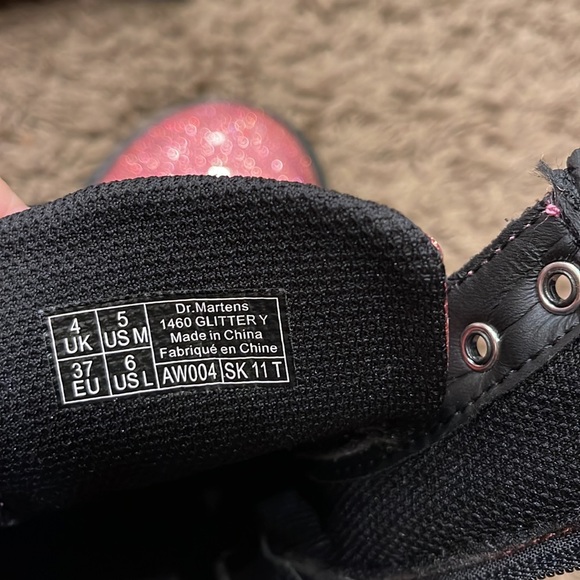 4 UK
5 US M
37 EU
6 US L
Dr.Martens
1460 GLITTER Y
Made in China
Fabriqué en Chine
AW004 SK 11 T